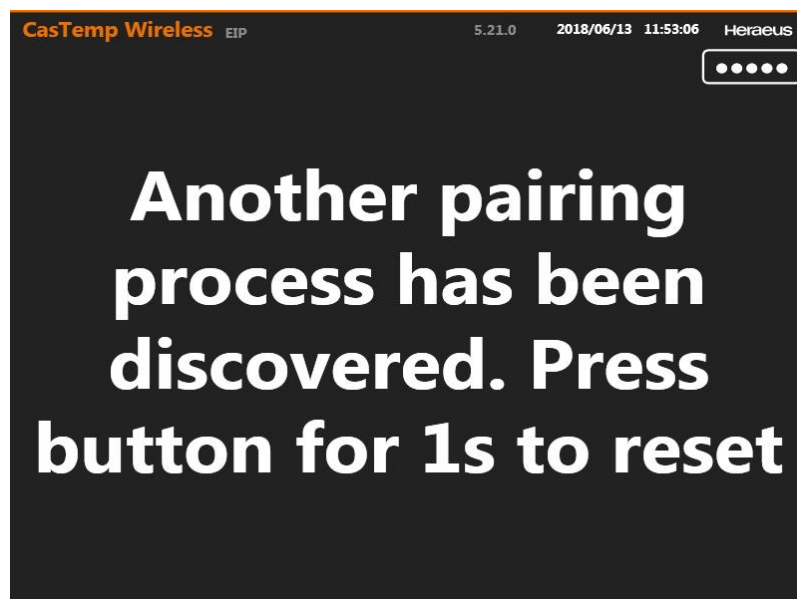 CasTemp Wireless EIP 5.21.0 2018/06/13 11:53:06 Heraeus
Another pairing
process has been
discovered. Press
button for 1s to reset